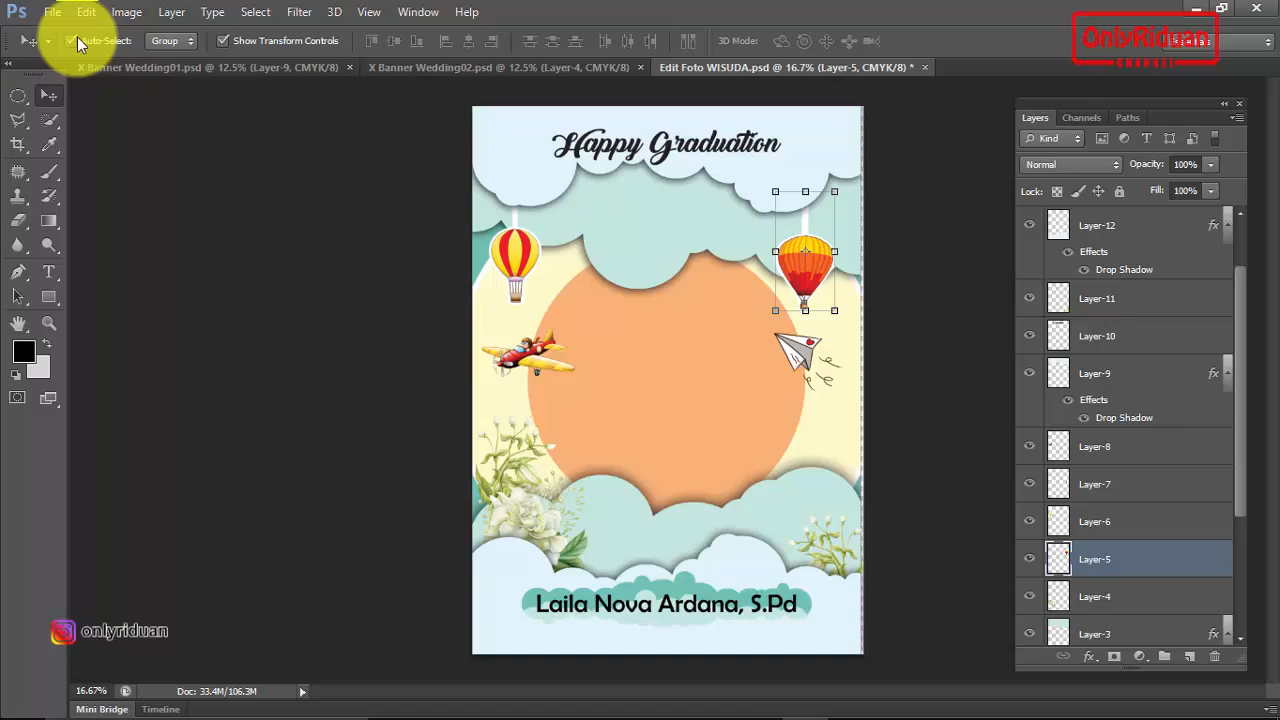 Ps File Edit Image Layer Type Select Filter 3D View Window Help
Auto-Select: Group Show Transform Controls 3D Mode:
OnlyRiduan
X Banner Wedding01.psd @ 12.5% (Layer-9, CMYK/8) × X Banner Wedding02.psd @ 12.5% (Layer-4, CMYK/8) × Edit Foto WISUDA.psd @ 16.7% (Layer-5, CMYK/8) * ×
Layers Channels Paths
Kind
Normal Opacity: 100%
Lock: Fill: 100%
Layer-12 fx
Effects
Drop Shadow
Layer-11
Layer-10
Layer-9 fx
Effects
Drop Shadow
Layer-8
Layer-7
Layer-6
Layer-5
Layer-4
Layer-3 fx
Happy Graduation
Laila Nova Ardana, S.Pd
onlyriduan
16.67% Doc: 33.4M/106.3M
Mini Bridge Timeline